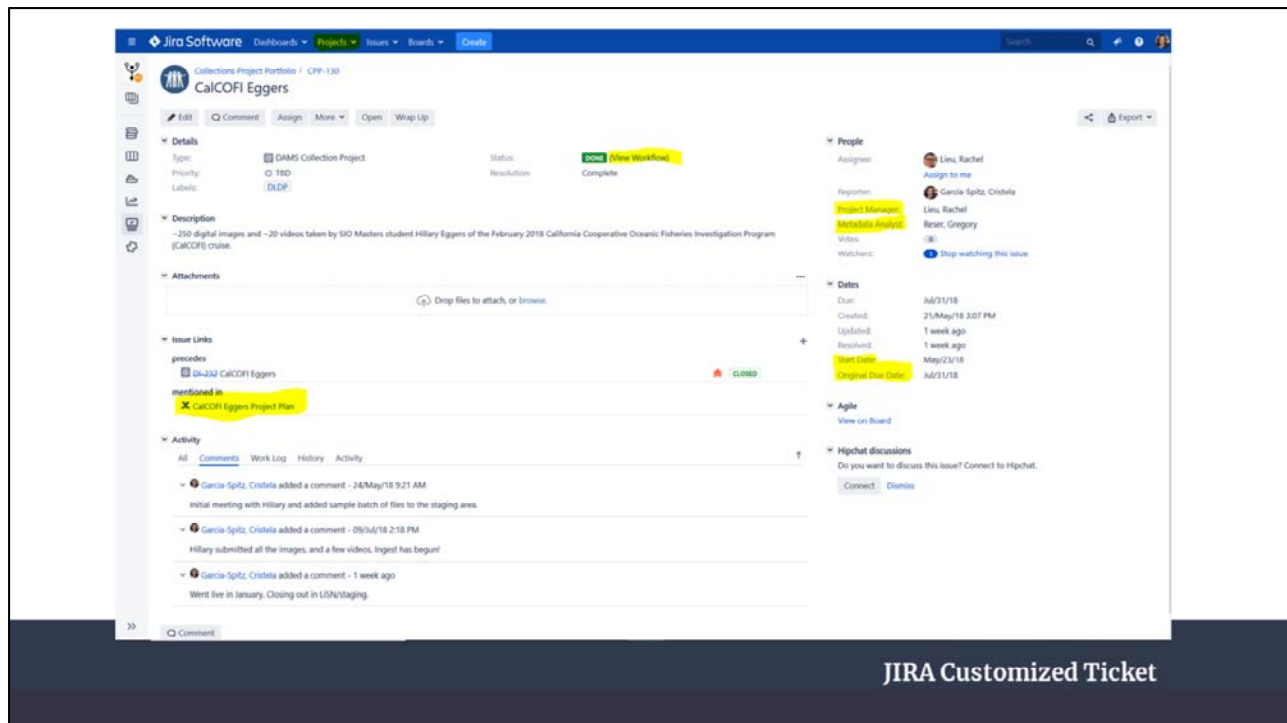 Jira Software Dashboards Projects Issues Boards Create Search
Collections Project Portfolio / CPP-130
CalCOFI Eggers
Edit Comment Assign More Open Wrap Up Export
Details
Type: DAMS Collection Project Status: DONE (View Workflow)
Priority: TBD Resolution: Complete
Labels: DLDP
Description
~250 digital images and ~20 videos taken by SIO Masters student Hillary Eggers of the February 2018 California Cooperative Oceanic Fisheries Investigation Program
(CalCOFI) cruise.
Attachments
Drop files to attach, or browse.
Issue Links
precedes
DI-232 CalCOFI Eggers CLOSED
mentioned in
CalCOFI Eggers Project Plan
Activity
All Comments Work Log History Activity
Garcia-Spitz, Cristela added a comment - 24/May/18 9:21 AM
Initial meeting with Hillary and added sample batch of files to the staging area.
Garcia-Spitz, Cristela added a comment - 09/Jul/18 2:18 PM
Hillary submitted all the images, and a few videos. Ingest has begun!
Garcia-Spitz, Cristela added a comment - 1 week ago
Went live in January. Closing out in LiSN/staging.
Comment
People
Assignee: Lieu, Rachel
Assign to me
Reporter: Garcia-Spitz, Cristela
Project Manager: Lieu, Rachel
Metadata Analyst: Reser, Gregory
Votes: 0
Watchers: 1 Stop watching this issue
Dates
Due: Jul/31/18
Created: 21/May/18 3:07 PM
Updated: 1 week ago
Resolved: 1 week ago
Start Date: May/23/18
Original Due Date: Jul/31/18
Agile
View on Board
Hipchat discussions
Do you want to discuss this issue? Connect to Hipchat.
Connect Dismiss
JIRA Customized Ticket